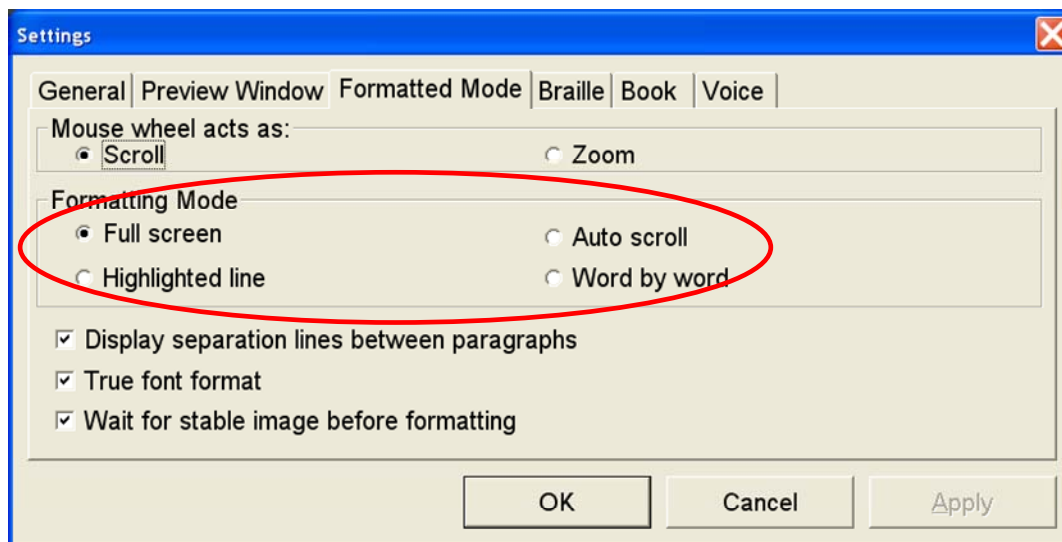 Settings
General Preview Window Formatted Mode Braille Book Voice
Mouse wheel acts as:
Scroll Zoom
Formatting Mode
Full screen Auto scroll
Highlighted line Word by word
Display separation lines between paragraphs
True font format
Wait for stable image before formatting
OK Cancel Apply